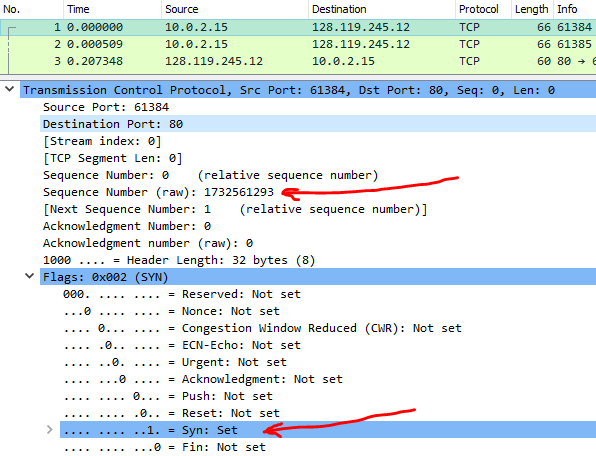 No. Time Source Destination Protocol Length Info
1 0.000000 10.0.2.15 128.119.245.12 TCP 66 61384
2 0.000509 10.0.2.15 128.119.245.12 TCP 66 61385
3 0.207348 128.119.245.12 10.0.2.15 TCP 60 80 → 6
Transmission Control Protocol, Src Port: 61384, Dst Port: 80, Seq: 0, Len: 0
Source Port: 61384
Destination Port: 80
[Stream index: 0]
[TCP Segment Len: 0]
Sequence Number: 0 (relative sequence number)
Sequence Number (raw): 1732561293
[Next Sequence Number: 1 (relative sequence number)]
Acknowledgment Number: 0
Acknowledgment number (raw): 0
1000 .... = Header Length: 32 bytes (8)
Flags: 0x002 (SYN)
000. .... .... = Reserved: Not set
...0 .... .... = Nonce: Not set
.... 0... .... = Congestion Window Reduced (CWR): Not set
.... .0.. .... = ECN-Echo: Not set
.... ..0. .... = Urgent: Not set
.... ...0 .... = Acknowledgment: Not set
.... .... 0... = Push: Not set
.... .... .0.. = Reset: Not set
.... .... ..1. = Syn: Set
.... .... ...0 = Fin: Not set